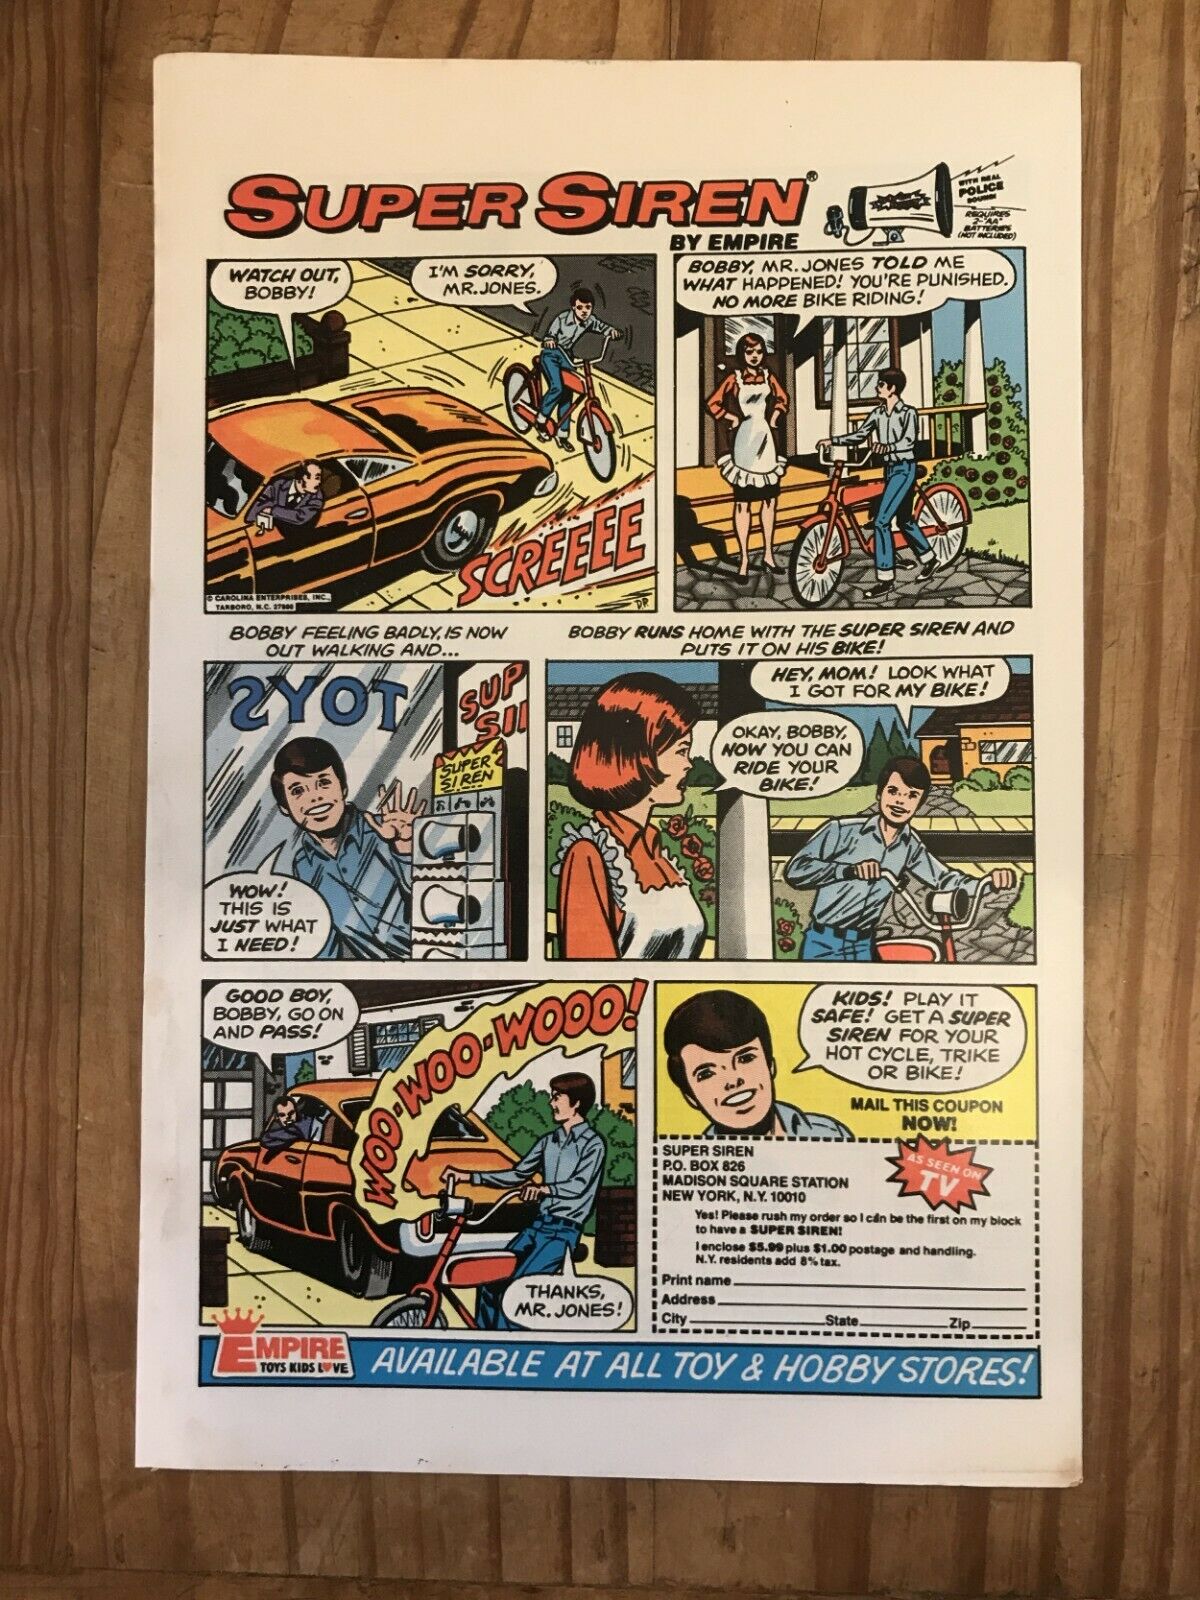 SUPER SIREN®
BY EMPIRE
WITH REAL
POLICE
SOUND!
REQUIRES
2-"AA"
BATTERIES
(NOT INCLUDED)
WATCH OUT,
BOBBY!
I'M SORRY,
MR. JONES.
SCREEEE
© CAROLINA ENTERPRISES, INC.,
TARBORO, N.C. 27886
DP
BOBBY, MR. JONES TOLD ME
WHAT HAPPENED! YOU'RE PUNISHED.
NO MORE BIKE RIDING!
BOBBY FEELING BADLY, IS NOW
OUT WALKING AND...
TOYS
SUP
SII
SUPER
SIREN
WOW!
THIS IS
JUST WHAT
I NEED!
BOBBY RUNS HOME WITH THE SUPER SIREN AND
PUTS IT ON HIS BIKE!
HEY, MOM! LOOK WHAT
I GOT FOR MY BIKE!
OKAY, BOBBY,
NOW YOU CAN
RIDE YOUR
BIKE!
GOOD BOY,
BOBBY, GO ON
AND PASS!
WOO-WOO-WOOO!
THANKS,
MR. JONES!
KIDS! PLAY IT
SAFE! GET A SUPER
SIREN FOR YOUR
HOT CYCLE, TRIKE
OR BIKE!
MAIL THIS COUPON
NOW!
SUPER SIREN
P.O. BOX 826
MADISON SQUARE STATION
NEW YORK, N.Y. 10010
AS SEEN ON
TV
Yes! Please rush my order so I can be the first on my block
to have a SUPER SIREN!
I enclose $5.99 plus $1.00 postage and handling.
N.Y. residents add 8% tax.
Print name
Address
City State Zip
EMPIRE
TOYS KIDS L♥VE
AVAILABLE AT ALL TOY & HOBBY STORES!